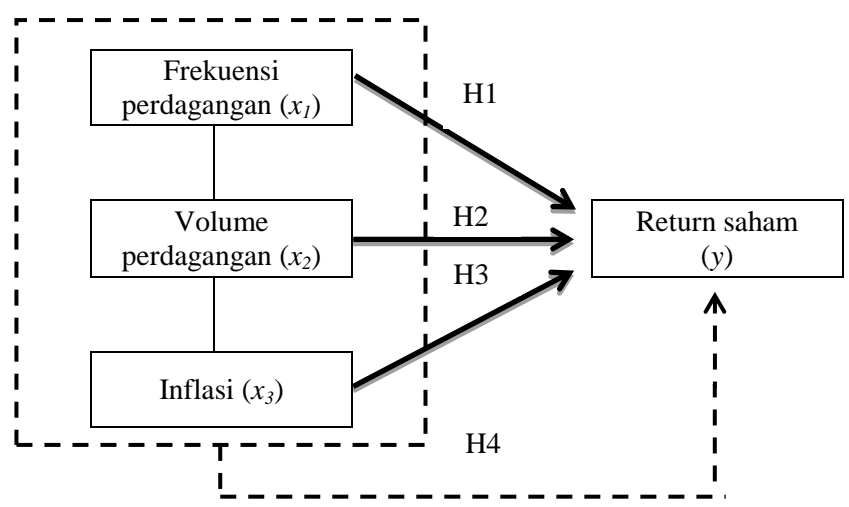 Frekuensi
perdagangan (x1)
H1
Volume
perdagangan (x2)
H2
Return saham
(y)
H3
Inflasi (x3)
H4